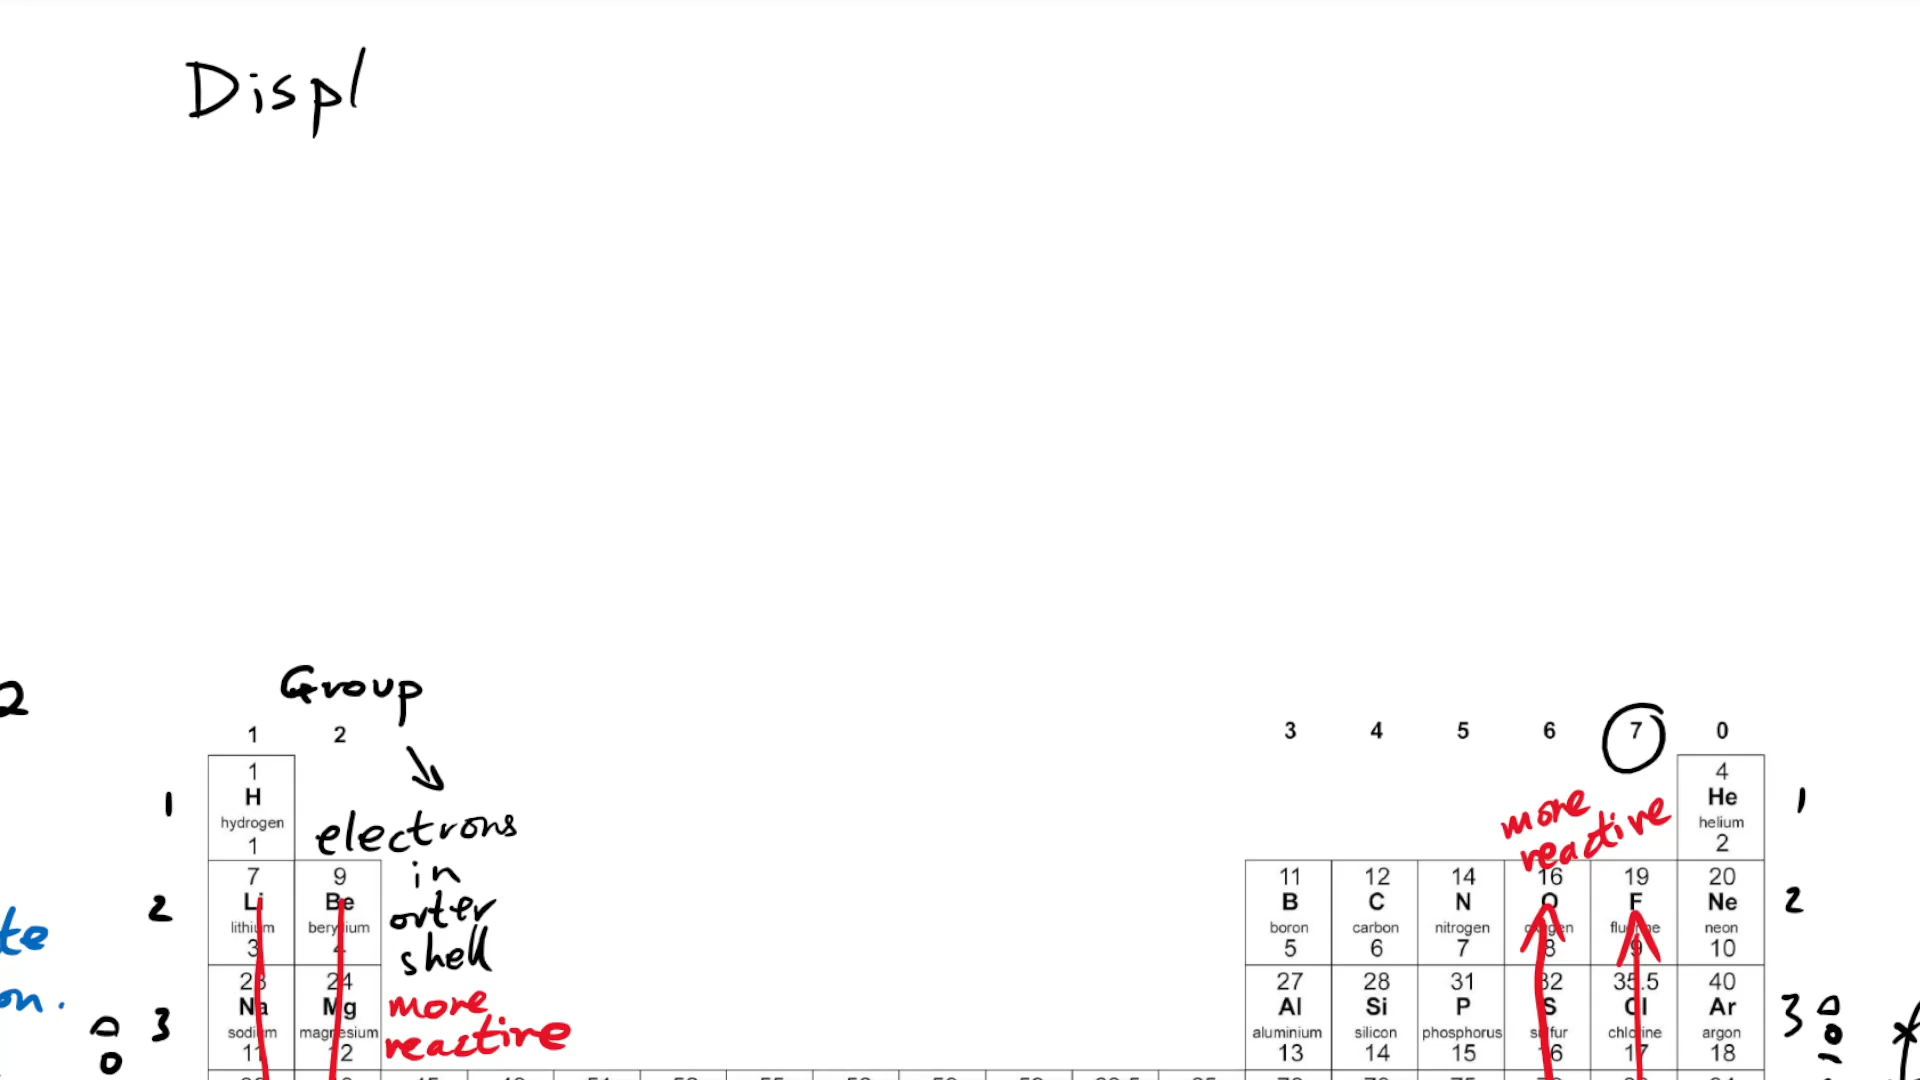 Displ
Group
2
1 2 3 4 5 6 7 0
1 4
1 H He 1
hydrogen helium
1 2
electrons
in
outer
shell
more
reactive
7 9 11 12 14 16 19 20
2 Li Be B C N O F Ne 2
lithium beryllium boron carbon nitrogen oxygen fluorine neon
3 4 5 6 7 8 9 10
te
on.
23 24 27 28 31 32 35.5 40
3 Na Mg Al Si P S Cl Ar 3
sodium magnesium aluminium silicon phosphorus sulfur chlorine argon
11 12 13 14 15 16 17 18
more
reactive